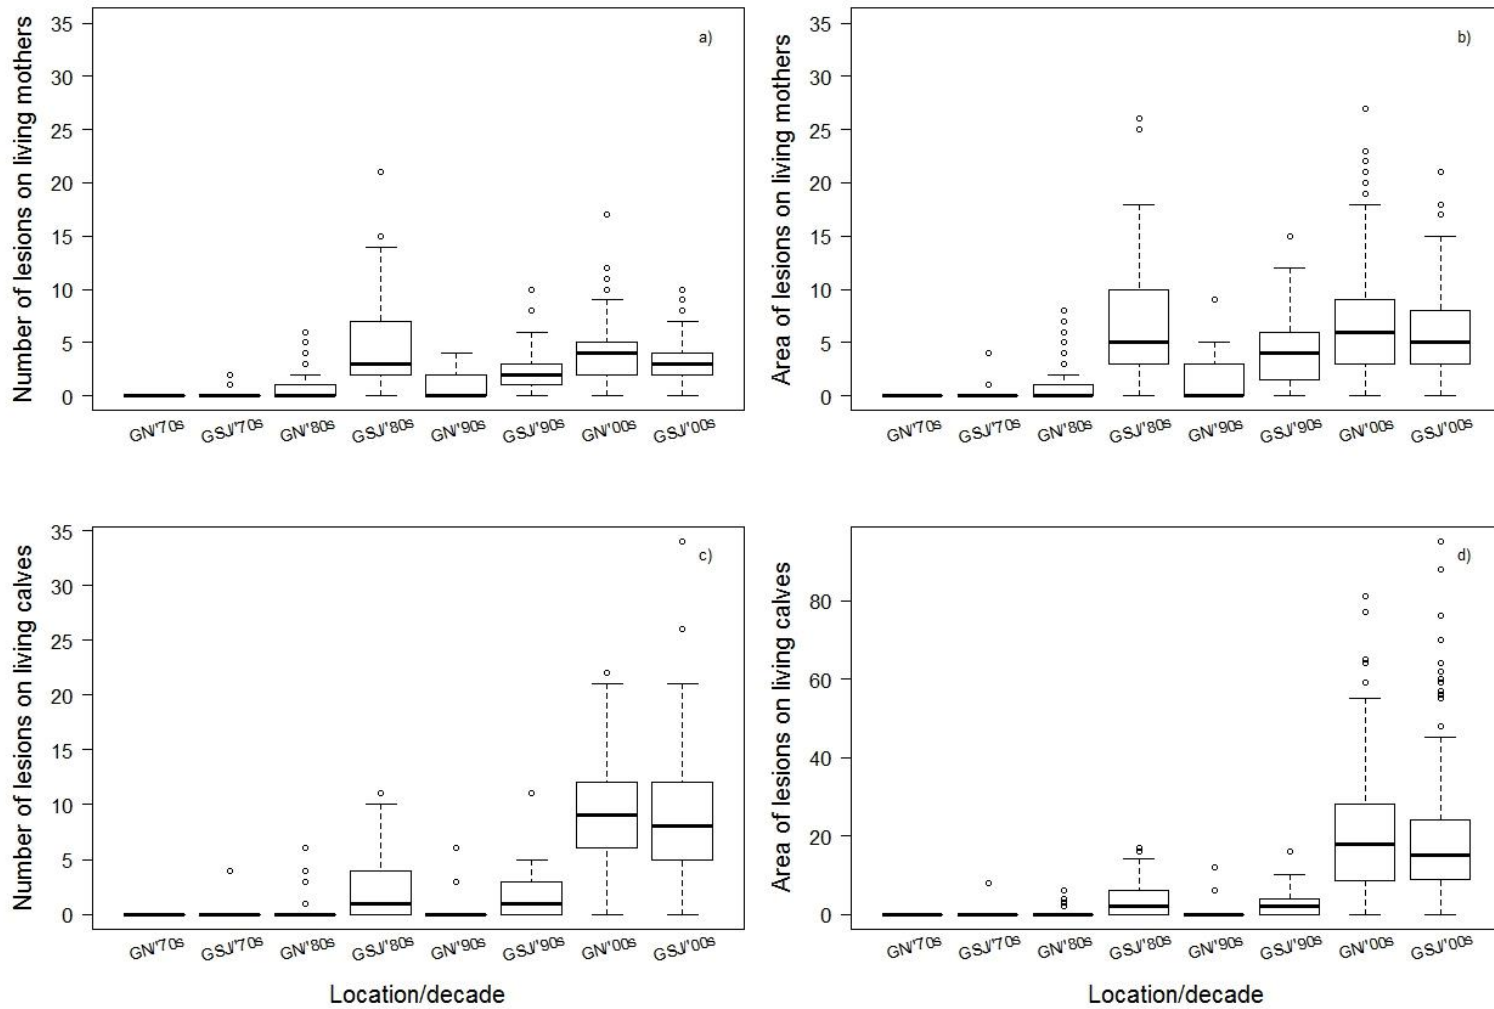 Number of lesions on living mothers
35
30
25
20
15
10
5
0
a)
GN/'70s GSJ/'70s GN/'80s GSJ/'80s GN/'90s GSJ/'90s GN/'00s GSJ/'00s
Area of lesions on living mothers
35
30
25
20
15
10
5
0
b)
GN/'70s GSJ/'70s GN/'80s GSJ/'80s GN/'90s GSJ/'90s GN/'00s GSJ/'00s
Number of lesions on living calves
35
30
25
20
15
10
5
0
c)
GN/'70s GSJ/'70s GN/'80s GSJ/'80s GN/'90s GSJ/'90s GN/'00s GSJ/'00s
Location/decade
Area of lesions on living calves
80
60
40
20
0
d)
GN/'70s GSJ/'70s GN/'80s GSJ/'80s GN/'90s GSJ/'90s GN/'00s GSJ/'00s
Location/decade